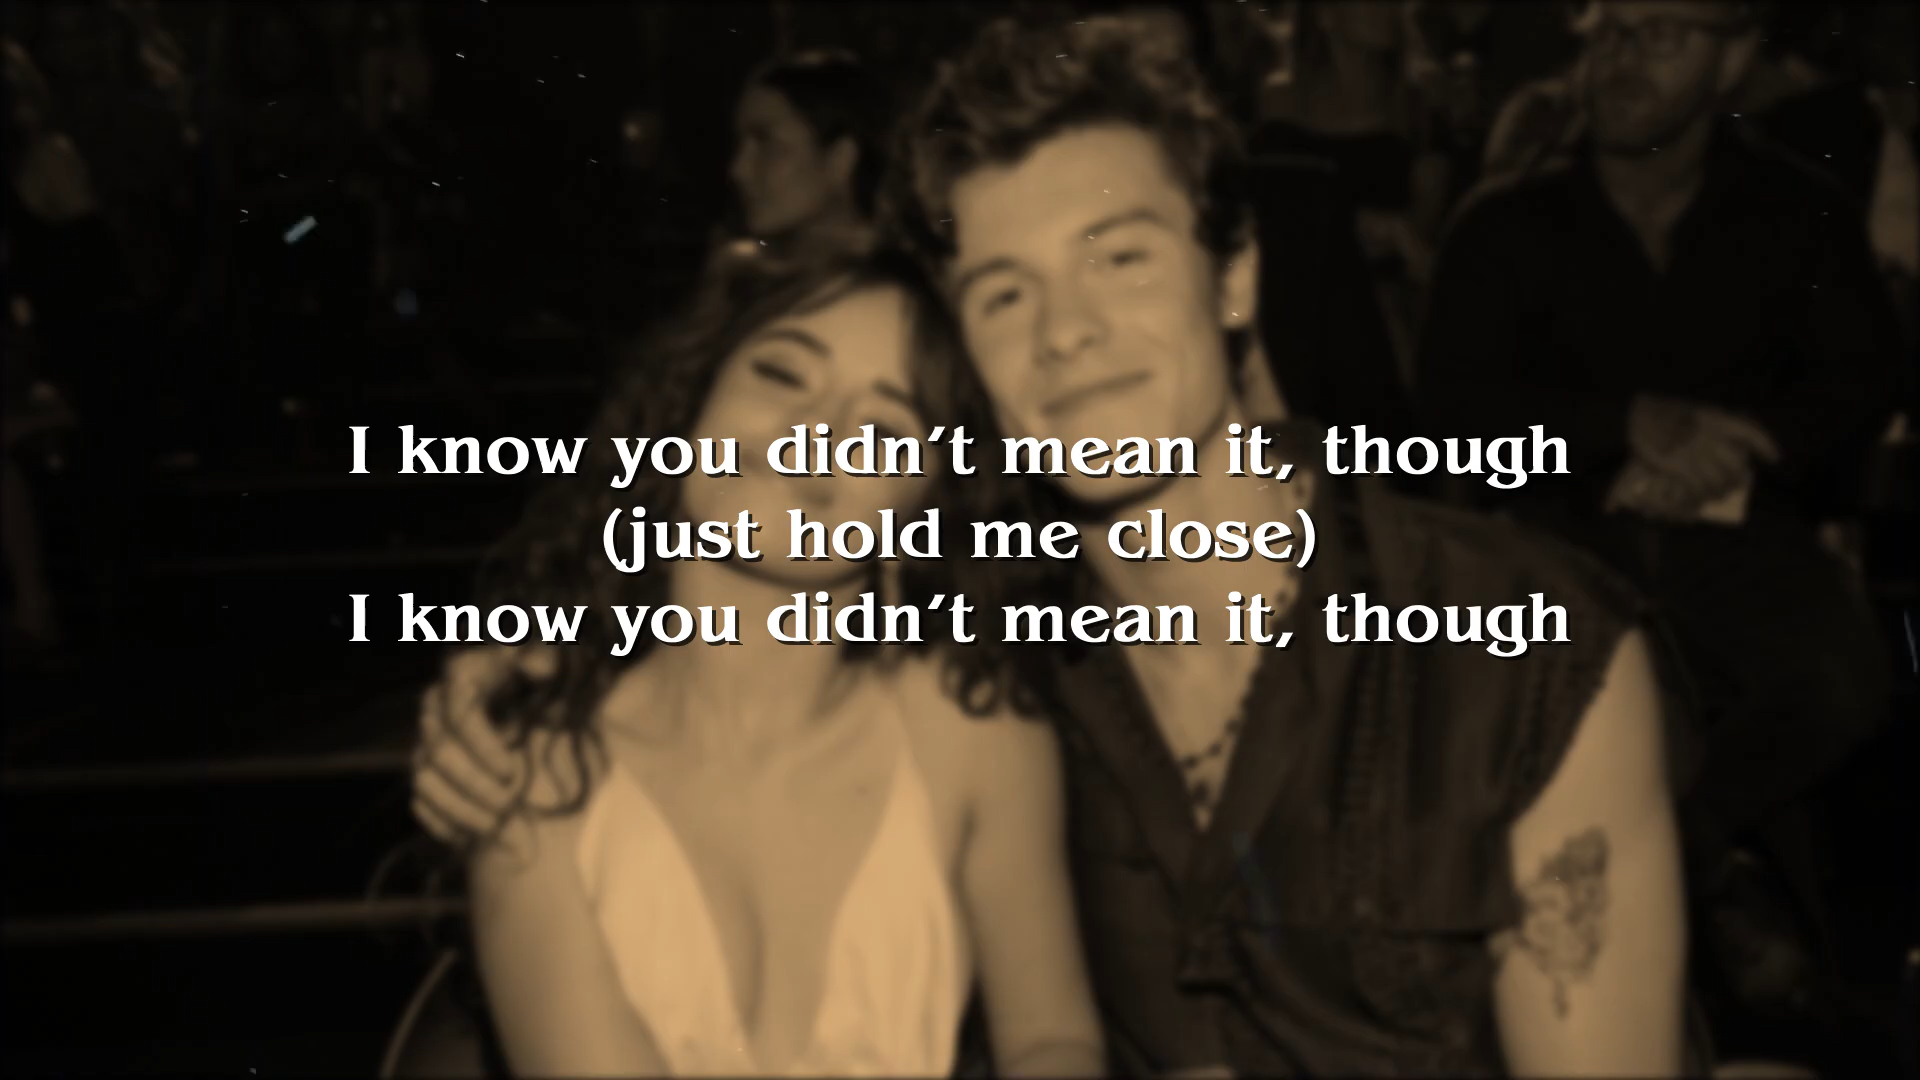 I know you didn’t mean it, though
(just hold me close)
I know you didn’t mean it, though